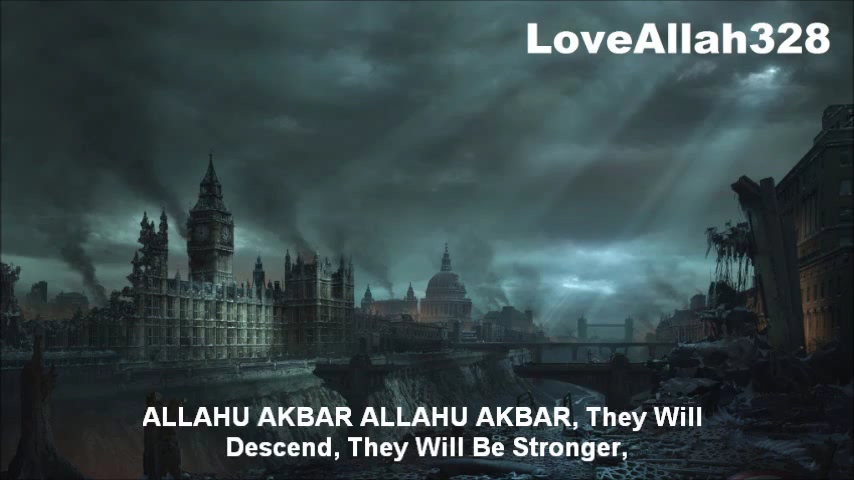 LoveAllah328
ALLAHU AKBAR ALLAHU AKBAR, They Will
Descend, They Will Be Stronger,